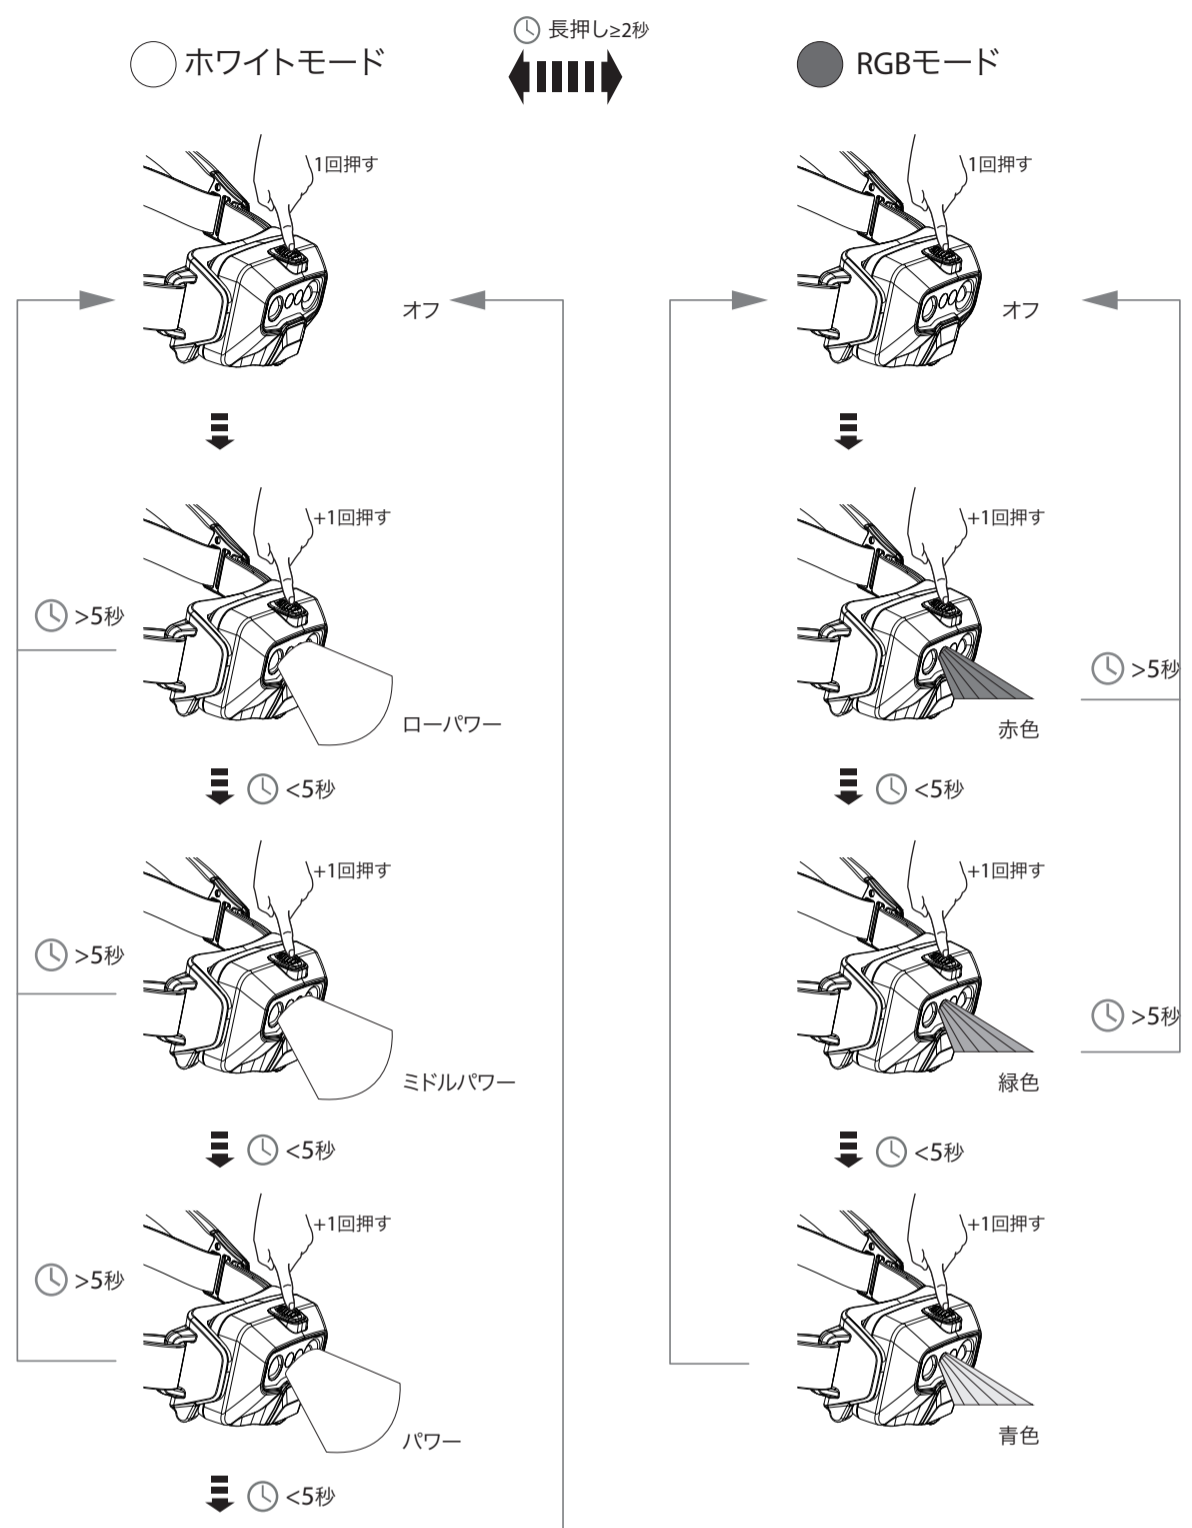 長押し≥2秒
ホワイトモード
RGBモード
1回押す
オフ
+1回押す
>5秒
ローパワー
<5秒
+1回押す
>5秒
ミドルパワー
<5秒
+1回押す
>5秒
パワー
<5秒
1回押す
オフ
+1回押す
>5秒
赤色
<5秒
+1回押す
>5秒
緑色
<5秒
+1回押す
青色